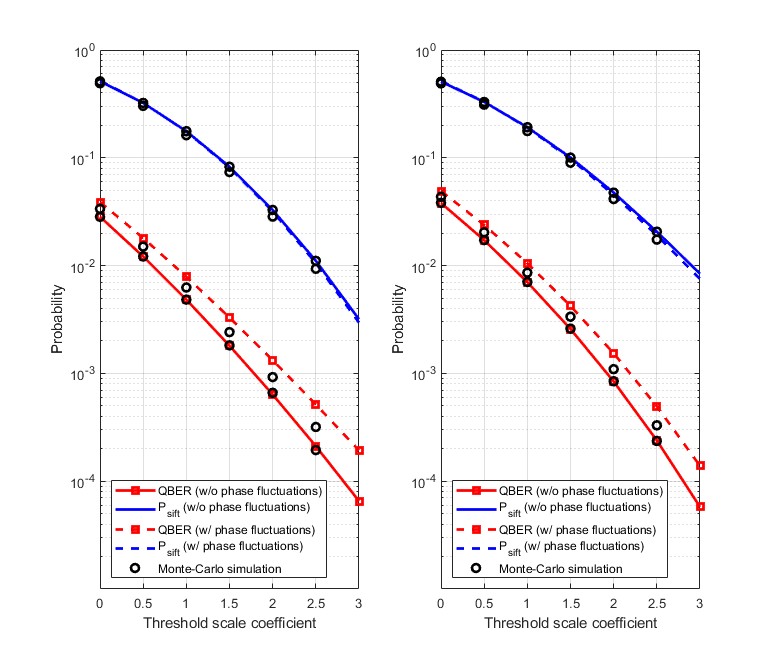 10^0
10^-1
10^-2
10^-3
10^-4
Probability
0 0.5 1 1.5 2 2.5 3
Threshold scale coefficient
QBER (w/o phase fluctuations)
P_sift (w/o phase fluctuations)
QBER (w/ phase fluctuations)
P_sift (w/ phase fluctuations)
Monte-Carlo simulation
10^0
10^-1
10^-2
10^-3
10^-4
Probability
0 0.5 1 1.5 2 2.5 3
Threshold scale coefficient
QBER (w/o phase fluctuations)
P_sift (w/o phase fluctuations)
QBER (w/ phase fluctuations)
P_sift (w/ phase fluctuations)
Monte-Carlo simulation